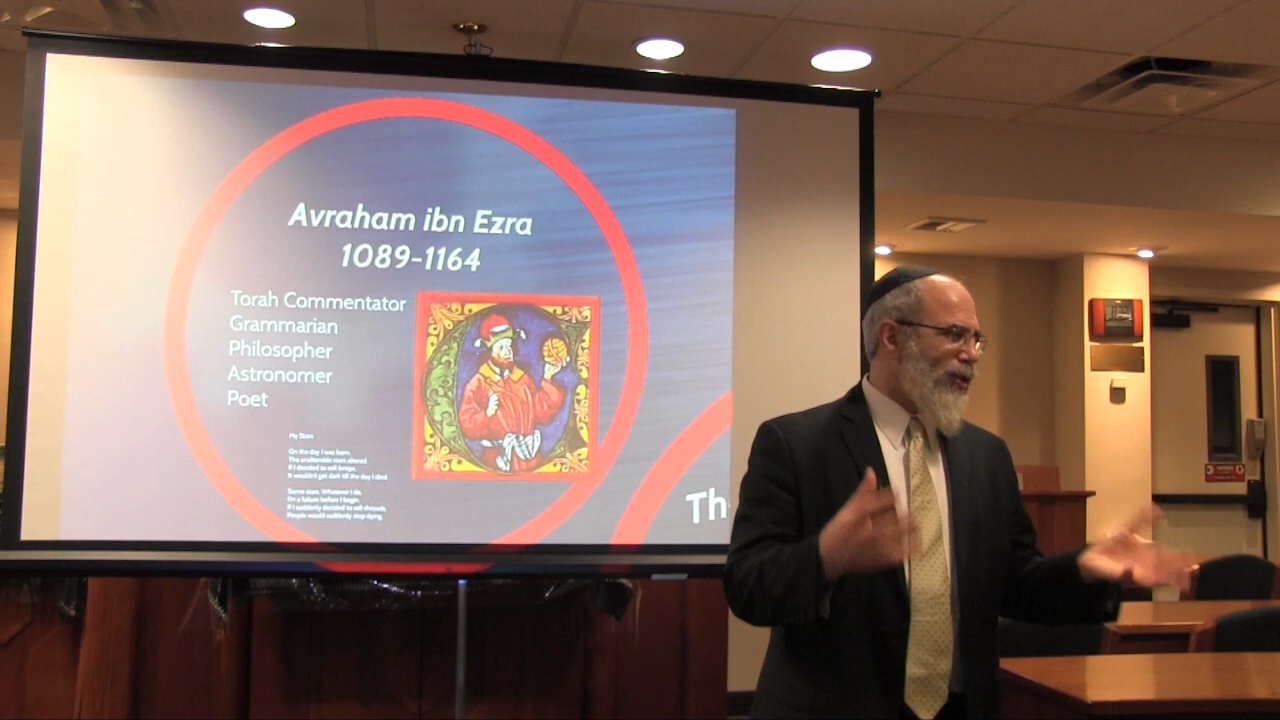 Avraham ibn Ezra
1089-1164
Torah Commentator
Grammarian
Philosopher
Astronomer
Poet
My Stars
On the day I was born,
The unalterable stars altered.
If I decided to sell lamps,
It wouldn't get dark till the day I died.
Some stars. Whatever I do,
I'm a failure before I begin.
If I suddenly decided to sell shrouds,
People would suddenly stop dying.
Th